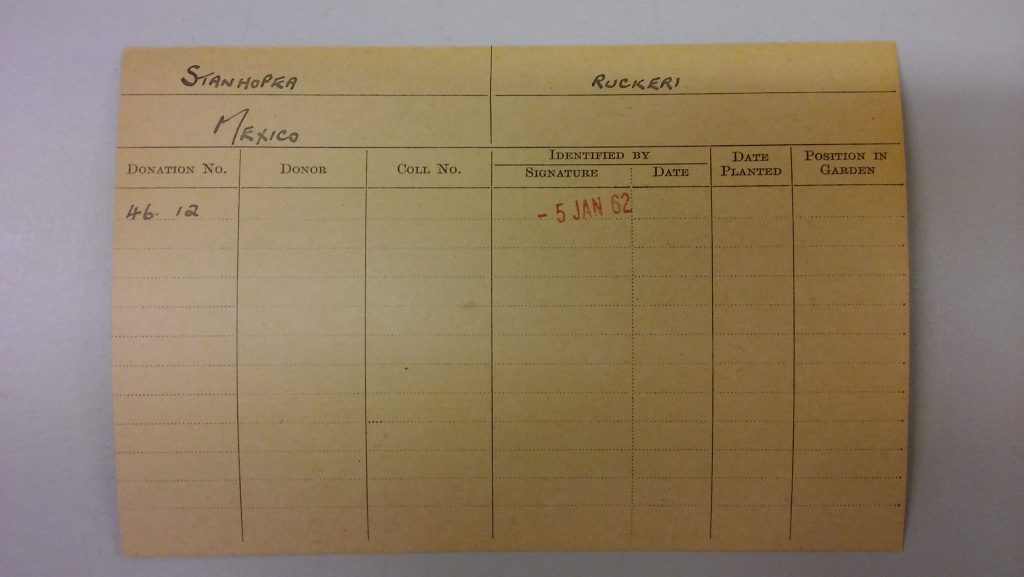 STANHOPEA RUCKERI
MEXICO
DONATION NO. DONOR COLL NO. IDENTIFIED BY SIGNATURE DATE DATE PLANTED POSITION IN GARDEN
46. 12 - 5 JAN 62